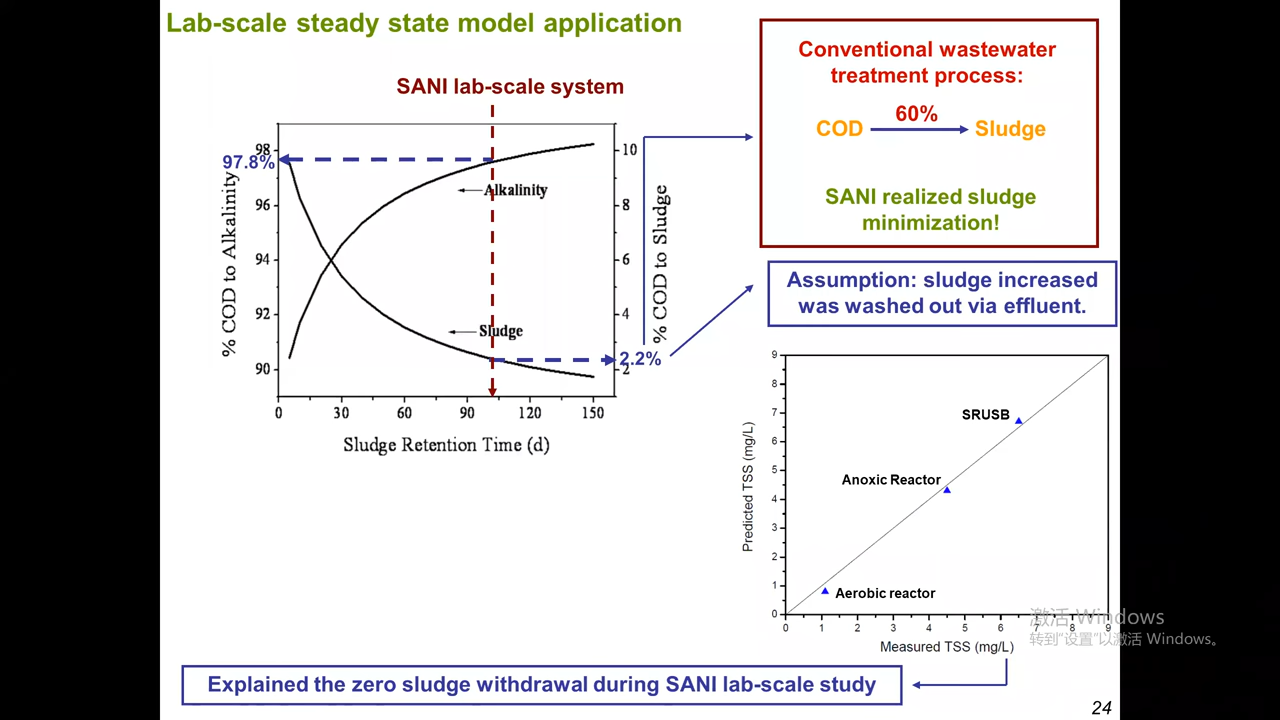 Lab-scale steady state model application
SANI lab-scale system
98
96
94
92
90
97.8%
% COD to Alkalinity
Alkalinity
Sludge
10
8
6
4
2
2.2%
% COD to Sludge
0 30 60 90 120 150
Sludge Retention Time (d)
Conventional wastewater
treatment process:
60%
COD Sludge
SANI realized sludge
minimization!
Assumption: sludge increased
was washed out via effluent.
9
8
7
6
5
4
3
2
1
0
Predicted TSS (mg/L)
SRUSB
Anoxic Reactor
Aerobic reactor
0 1 2 3 4 5 6 7 8 9
Measured TSS (mg/L)
激活 Windows
转到“设置”以激活 Windows。
Explained the zero sludge withdrawal during SANI lab-scale study
24